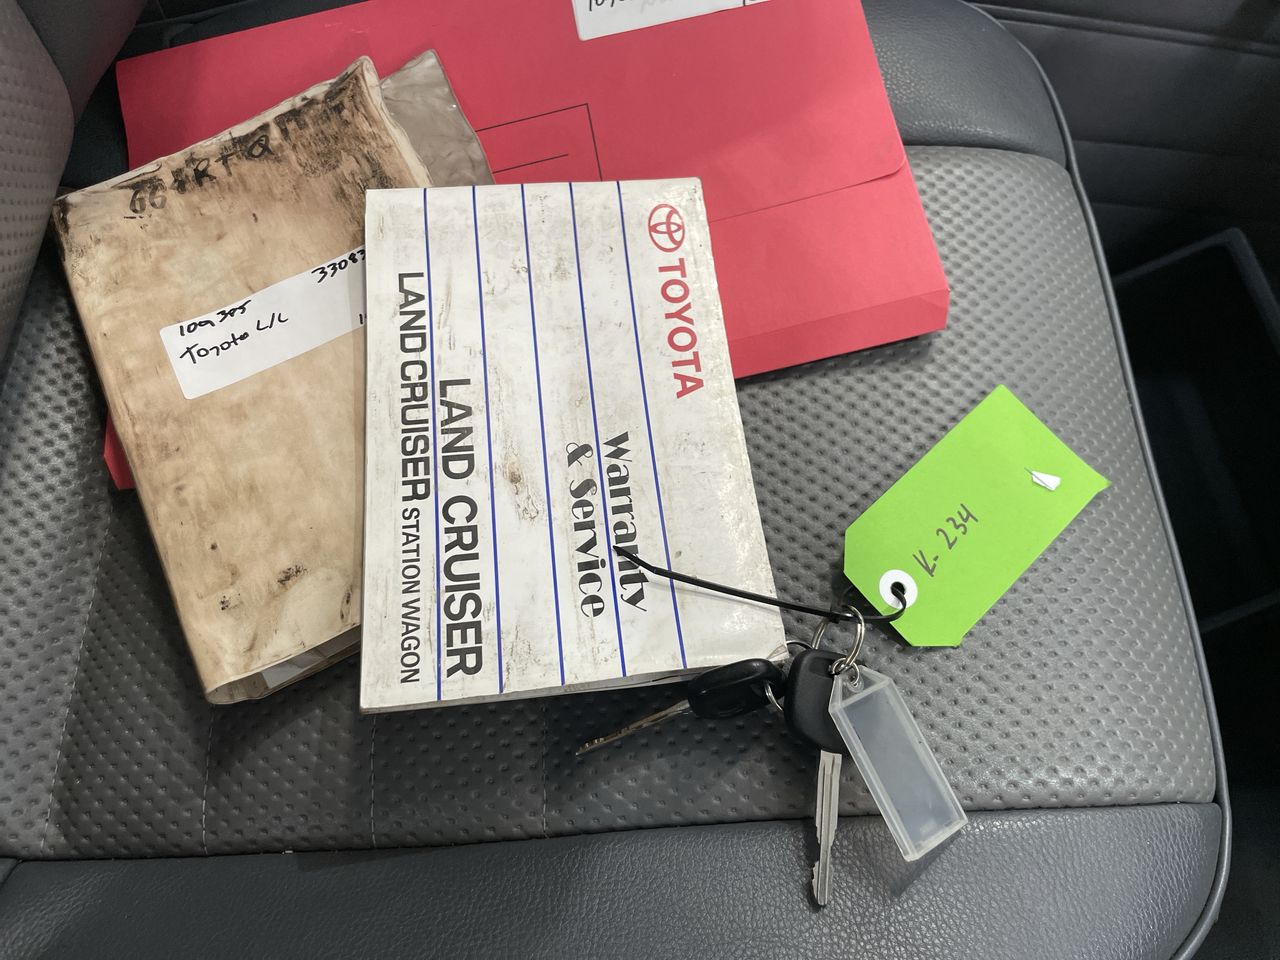 109305
Toyota L/L
TOYOTA
Warranty
& Service
LAND CRUISER
LAND CRUISER STATION WAGON
K-234